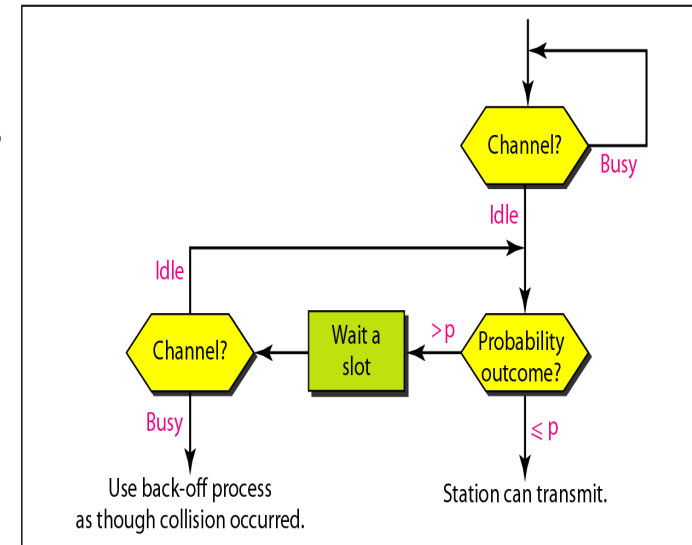 Channel?
Busy
Idle
Idle
Channel?
Wait a
slot
>p
Probability
outcome?
Busy
⩽ p
Use back-off process
as though collision occurred.
Station can transmit.